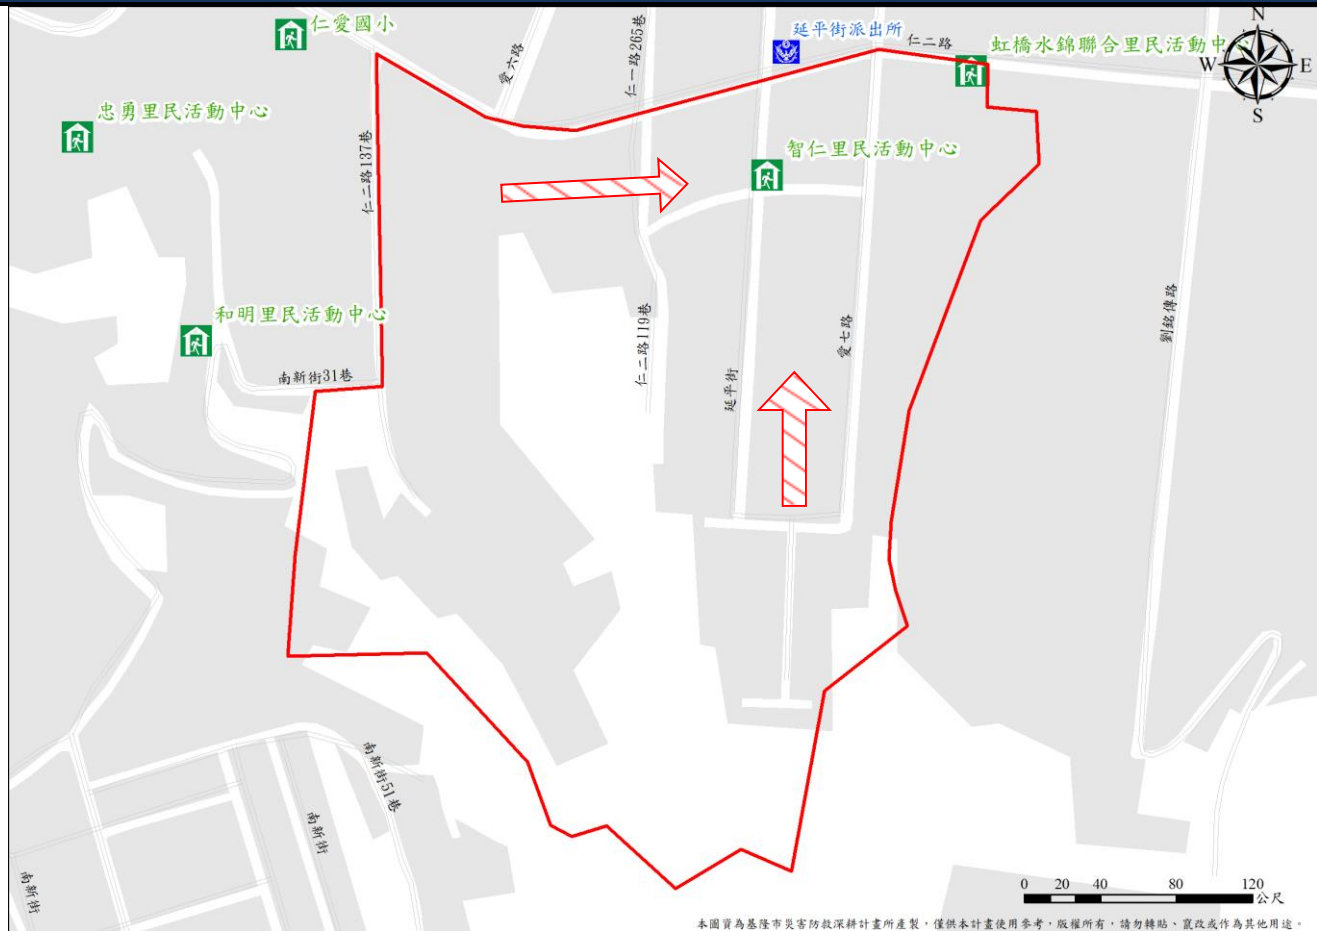 仁愛國小
延平街派出所
仁二路
虹橋水錦聯合里民活動中心
N
W
E
S
愛六路
仁一路265巷
忠勇里民活動中心
仁二路137巷
智仁里民活動中心
和明里民活動中心
南新街31巷
仁二路119巷
延平街
愛七路
劉銘傳路
南新街51巷
南新街
南新街
0 20 40 80 120
公尺
本圖資為基隆市災害防救深耕計畫所產製，僅供本計畫使用參考，版權所有，請勿轉貼、竄改或作為其他用途。